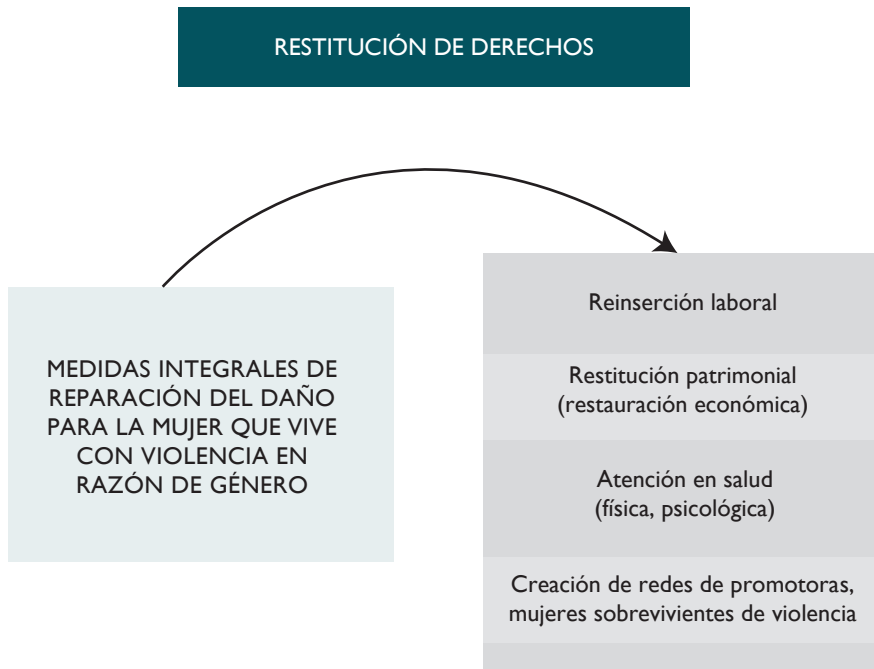 RESTITUCIÓN DE DERECHOS
MEDIDAS INTEGRALES DE
REPARACIÓN DEL DAÑO
PARA LA MUJER QUE VIVE
CON VIOLENCIA EN
RAZÓN DE GÉNERO
Reinserción laboral
Restitución patrimonial
(restauración económica)
Atención en salud
(física, psicológica)
Creación de redes de promotoras,
mujeres sobrevivientes de violencia